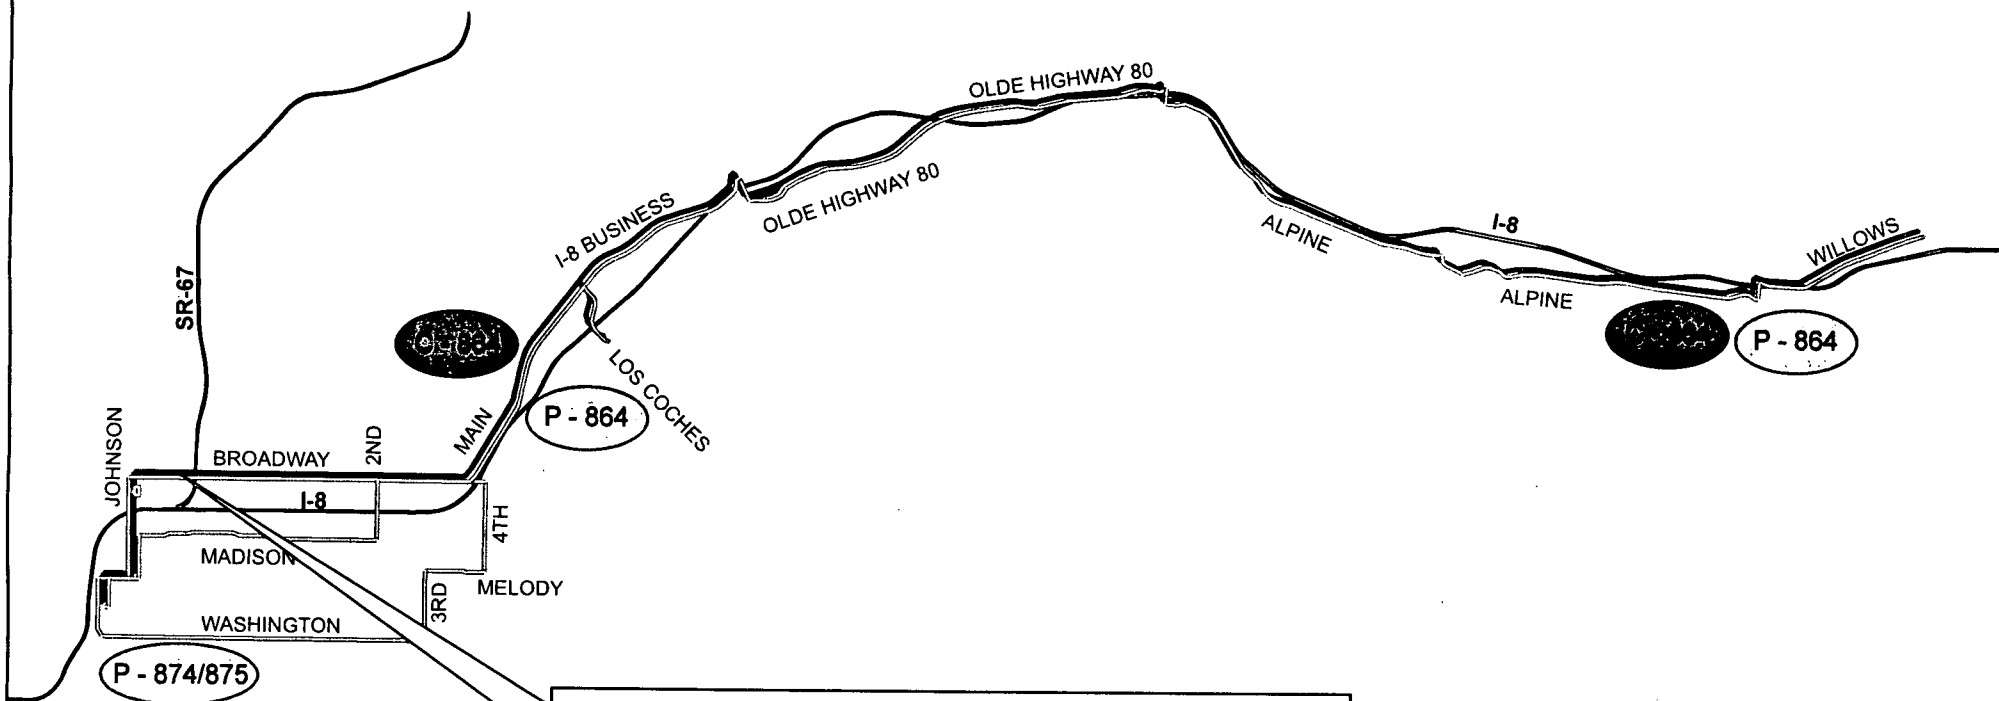 OLDE HIGHWAY 80
OLDE HIGHWAY 80
I-8 BUSINESS
ALPINE
I-8
WILLOWS
ALPINE
SR-67
P - 864
LOS COCHES
P - 864
MAIN
JOHNSON
BROADWAY
2ND
I-8
4TH
MADISON
MELODY
3RD
WASHINGTON
P - 874/875